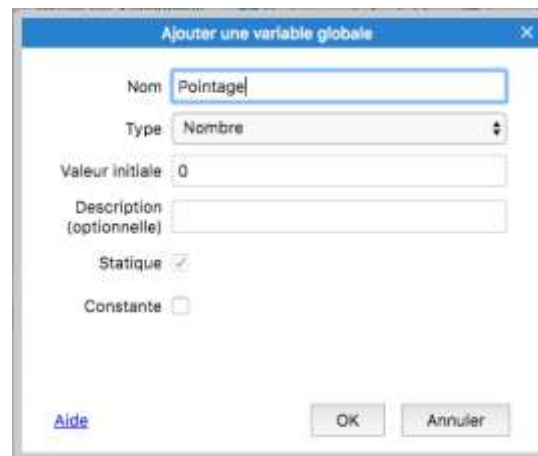 Ajouter une variable globale
Nom Pointage
Type Nombre
Valeur initiale 0
Description
(optionnelle)
Statique
Constante
Aide OK Annuler